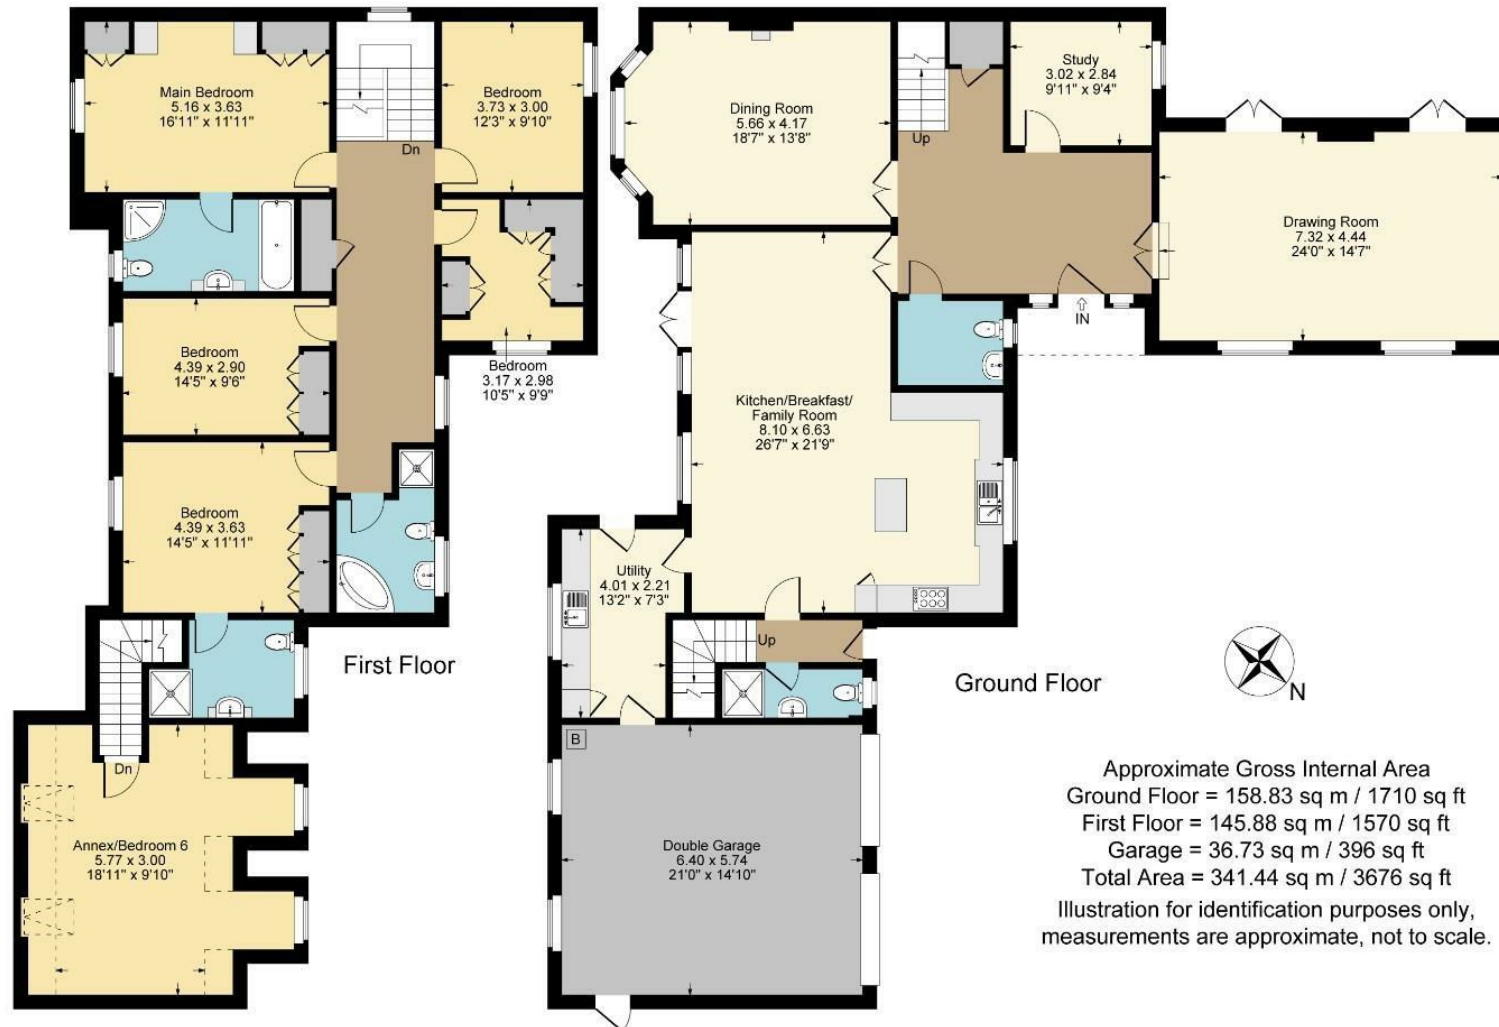 Main Bedroom
5.16 x 3.63
16'11" x 11'11"
Bedroom
3.73 x 3.00
12'3" x 9'10"
Dn
Bedroom
4.39 x 2.90
14'5" x 9'6"
Bedroom
3.17 x 2.98
10'5" x 9'9"
Bedroom
4.39 x 3.63
14'5" x 11'11"
First Floor
Dn
Annex/Bedroom 6
5.77 x 3.00
18'11" x 9'10"
Dining Room
5.66 x 4.17
18'7" x 13'8"
Up
Study
3.02 x 2.84
9'11" x 9'4"
Drawing Room
7.32 x 4.44
24'0" x 14'7"
IN
Kitchen/Breakfast/
Family Room
8.10 x 6.63
26'7" x 21'9"
Utility
4.01 x 2.21
13'2" x 7'3"
Up
Ground Floor
B
Double Garage
6.40 x 5.74
21'0" x 14'10"
N
Approximate Gross Internal Area
Ground Floor = 158.83 sq m / 1710 sq ft
First Floor = 145.88 sq m / 1570 sq ft
Garage = 36.73 sq m / 396 sq ft
Total Area = 341.44 sq m / 3676 sq ft
Illustration for identification purposes only,
measurements are approximate, not to scale.